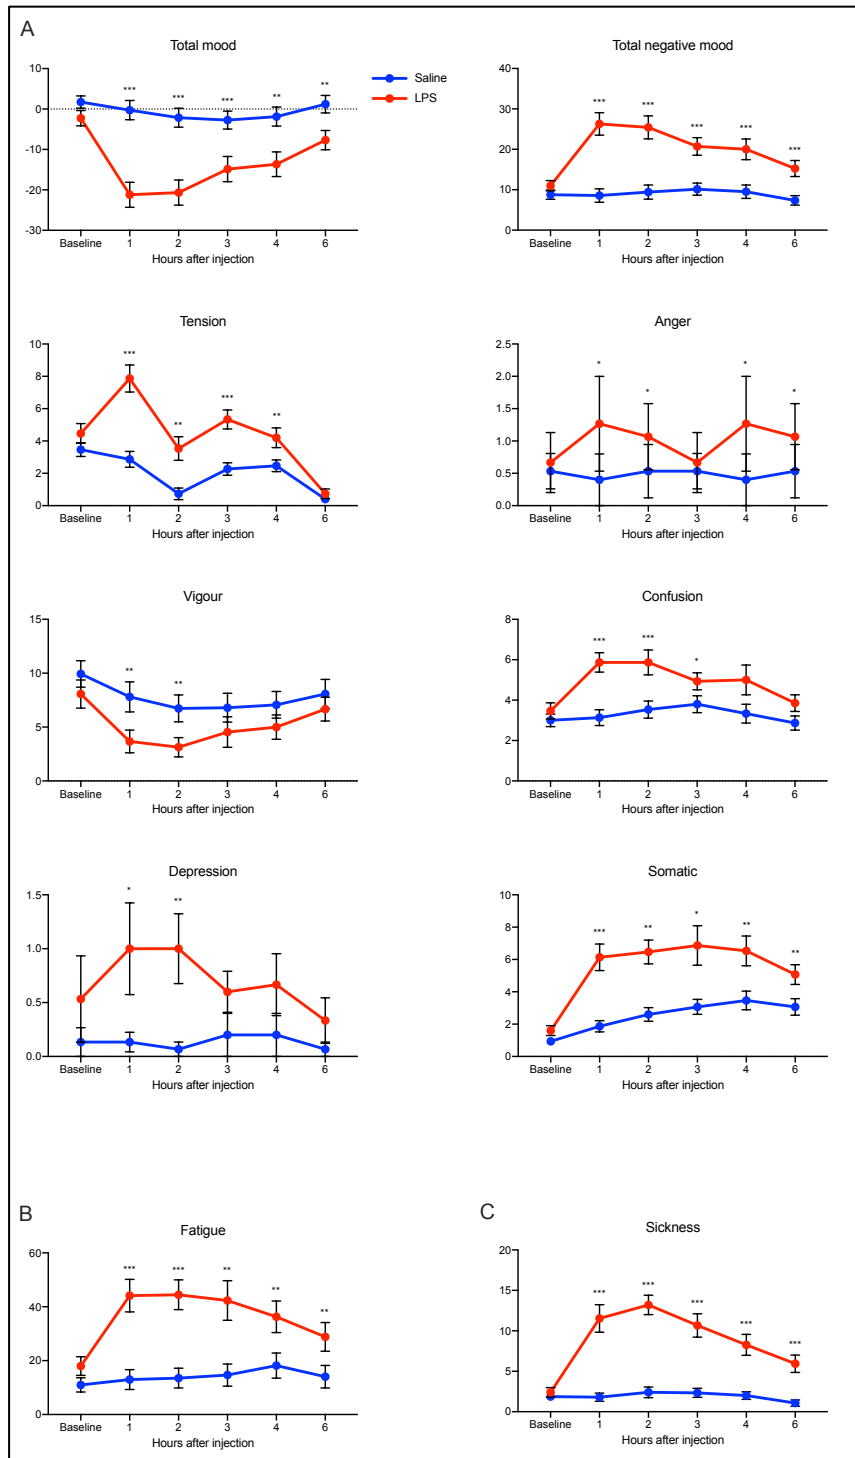 A
Total mood
10
0
-10
-20
-30
*** *** *** ** **
Baseline 1 2 3 4 6
Hours after injection
Saline
LPS
Total negative mood
40
30
20
10
0
*** *** *** *** ***
Baseline 1 2 3 4 6
Hours after injection
Tension
10
8
6
4
2
0
*** ** *** **
Baseline 1 2 3 4 6
Hours after injection
Anger
2.5
2.0
1.5
1.0
0.5
0.0
* * * *
Baseline 1 2 3 4 6
Hours after injection
Vigour
15
10
5
0
** **
Baseline 1 2 3 4 6
Hours after injection
Confusion
8
6
4
2
0
*** *** *
Baseline 1 2 3 4 6
Hours after injection
Depression
1.5
1.0
0.5
0.0
* **
Baseline 1 2 3 4 6
Hours after injection
Somatic
10
8
6
4
2
0
*** ** * ** **
Baseline 1 2 3 4 6
Hours after injection
B
Fatigue
60
40
20
0
*** *** ** ** **
Baseline 1 2 3 4 6
Hours after injection
C
Sickness
20
15
10
5
0
*** *** *** *** ***
Baseline 1 2 3 4 6
Hours after injection